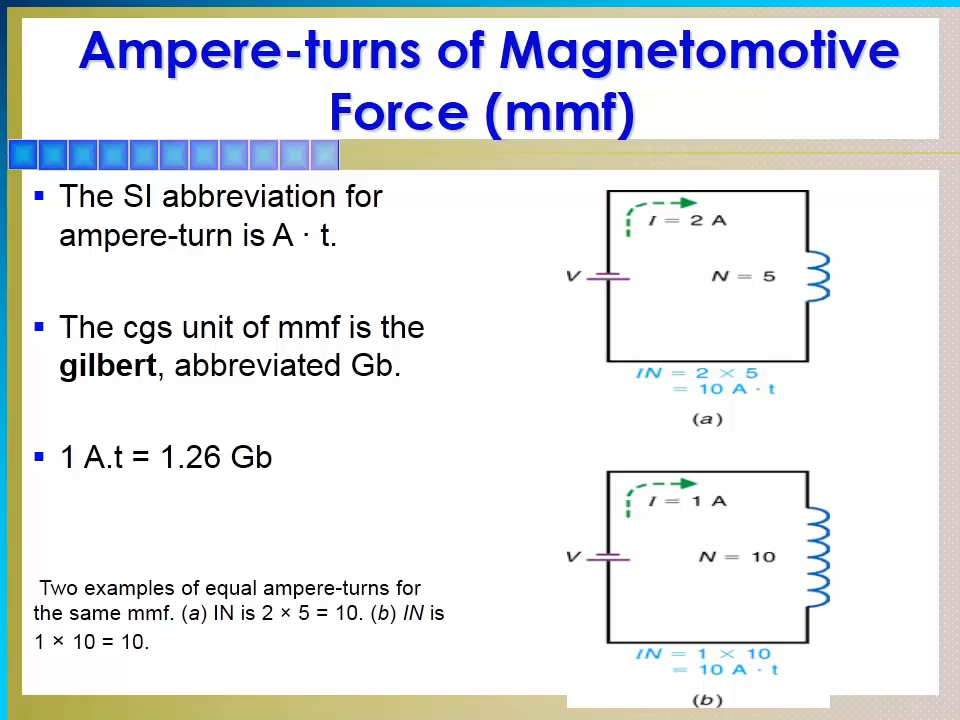 Ampere-turns of Magnetomotive
Force (mmf)
▪ The SI abbreviation for
ampere-turn is A · t.
▪ The cgs unit of mmf is the
gilbert, abbreviated Gb.
▪ 1 A.t = 1.26 Gb
Two examples of equal ampere-turns for
the same mmf. (a) IN is 2 × 5 = 10. (b) IN is
1 × 10 = 10.
I = 2 A
V
N = 5
IN = 2 × 5
= 10 A · t
(a)
I = 1 A
V
N = 10
IN = 1 × 10
= 10 A · t
(b)